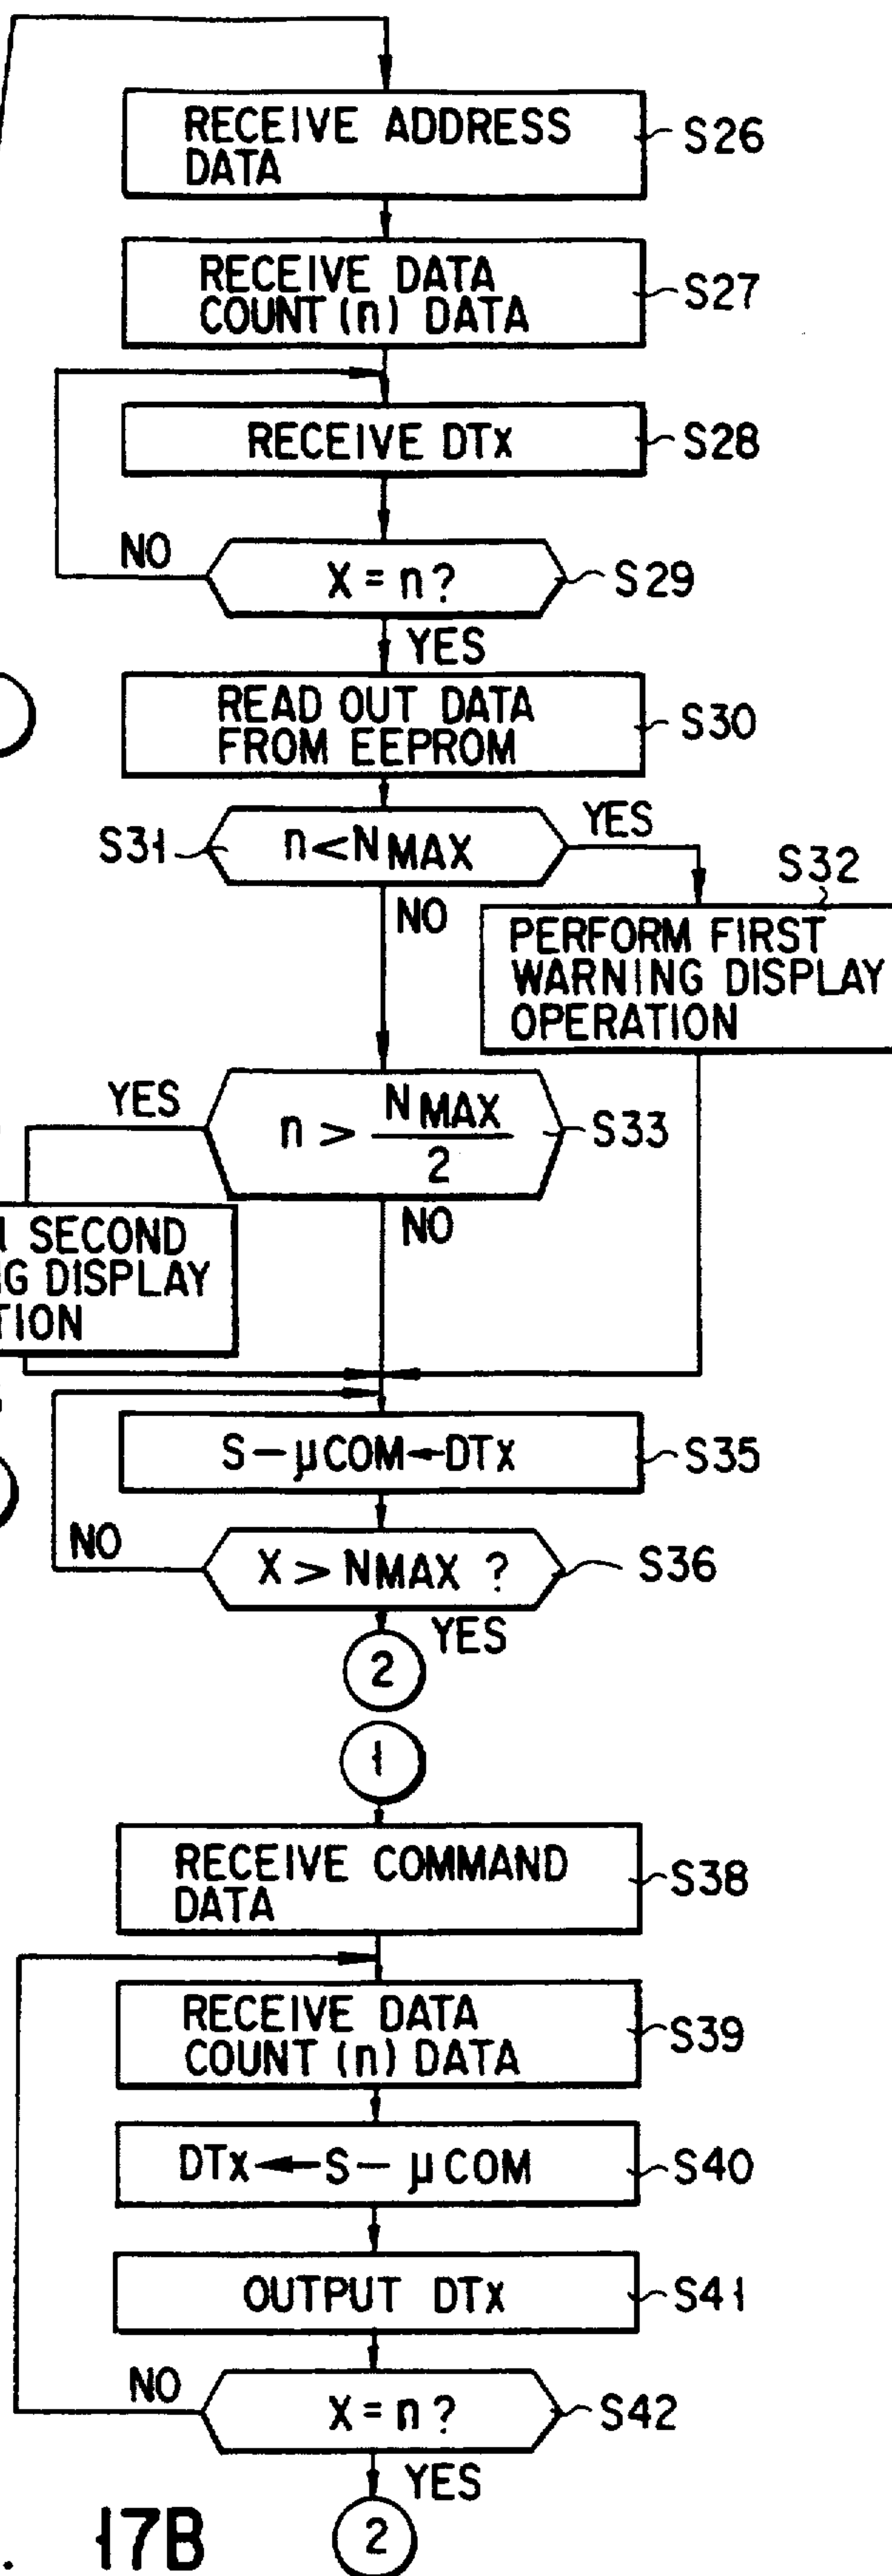 RECEIVE ADDRESS
DATA
S26
RECEIVE DATA
COUNT (n) DATA
S27
RECEIVE DTx
S28
NO
X = n?
S29
YES
READ OUT DATA
FROM EEPROM
S30
S31
n < NMAX
YES
NO
S32
PERFORM FIRST
WARNING DISPLAY
OPERATION
YES
n > NMAX
2
S33
NO
SECOND
G DISPLAY
TION
S-μCOM←DTx
S35
NO
X > NMAX ?
S36
YES
2
1
RECEIVE COMMAND
DATA
S38
RECEIVE DATA
COUNT (n) DATA
S39
DTx←S-μCOM
S40
OUTPUT DTx
S41
NO
X = n?
S42
YES
2
. 17B